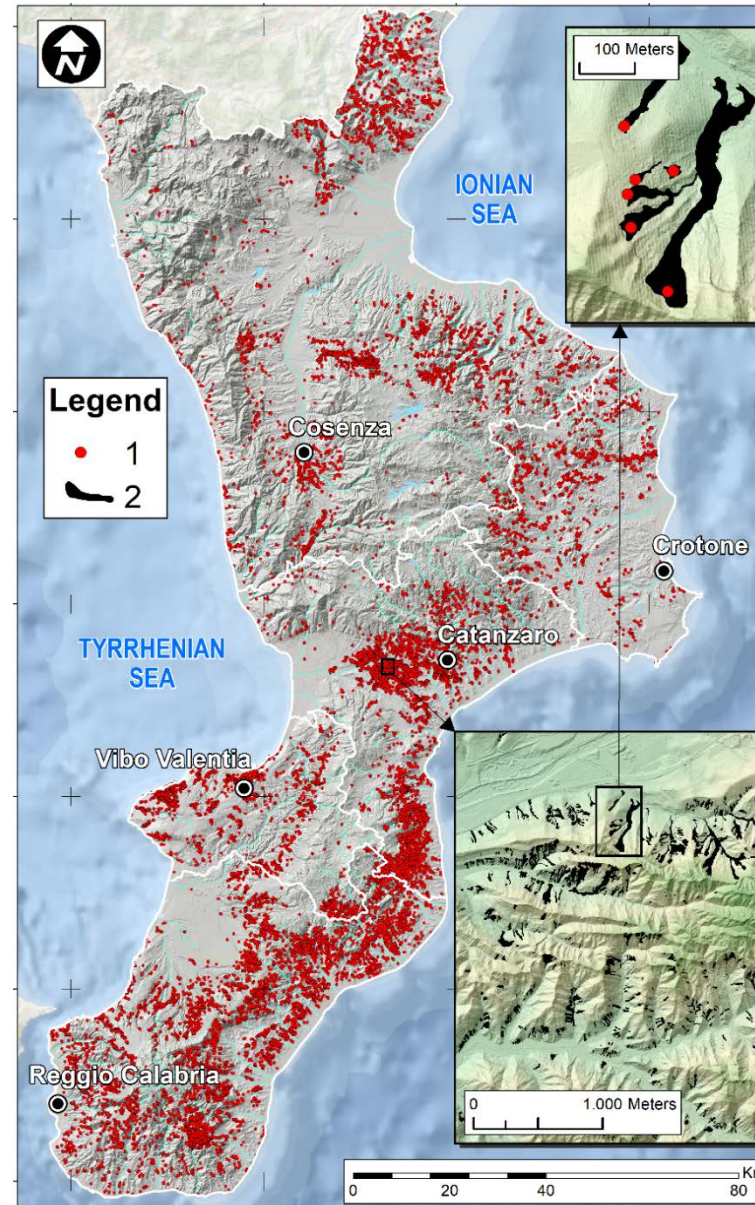 N
100 Meters
IONIAN
SEA
Legend
1
2
Cosenza
Crotone
TYRRHENIAN
SEA
Catanzaro
Vibo Valentia
Reggio Calabria
0 1.000 Meters
Km
0 20 40 80